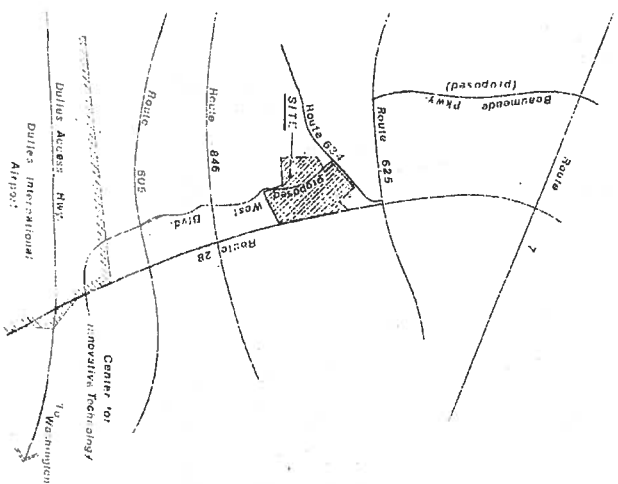 Dulles International
Airport
Dulles Access Hwy.
To
Washington
Center for
Innovative Technology
Route 605
Route 846
SITE
Route 634
proposed
West
Blvd.
Route 28
Route 625
Beaumeade
Pkwy.
(proposed)
Route 7